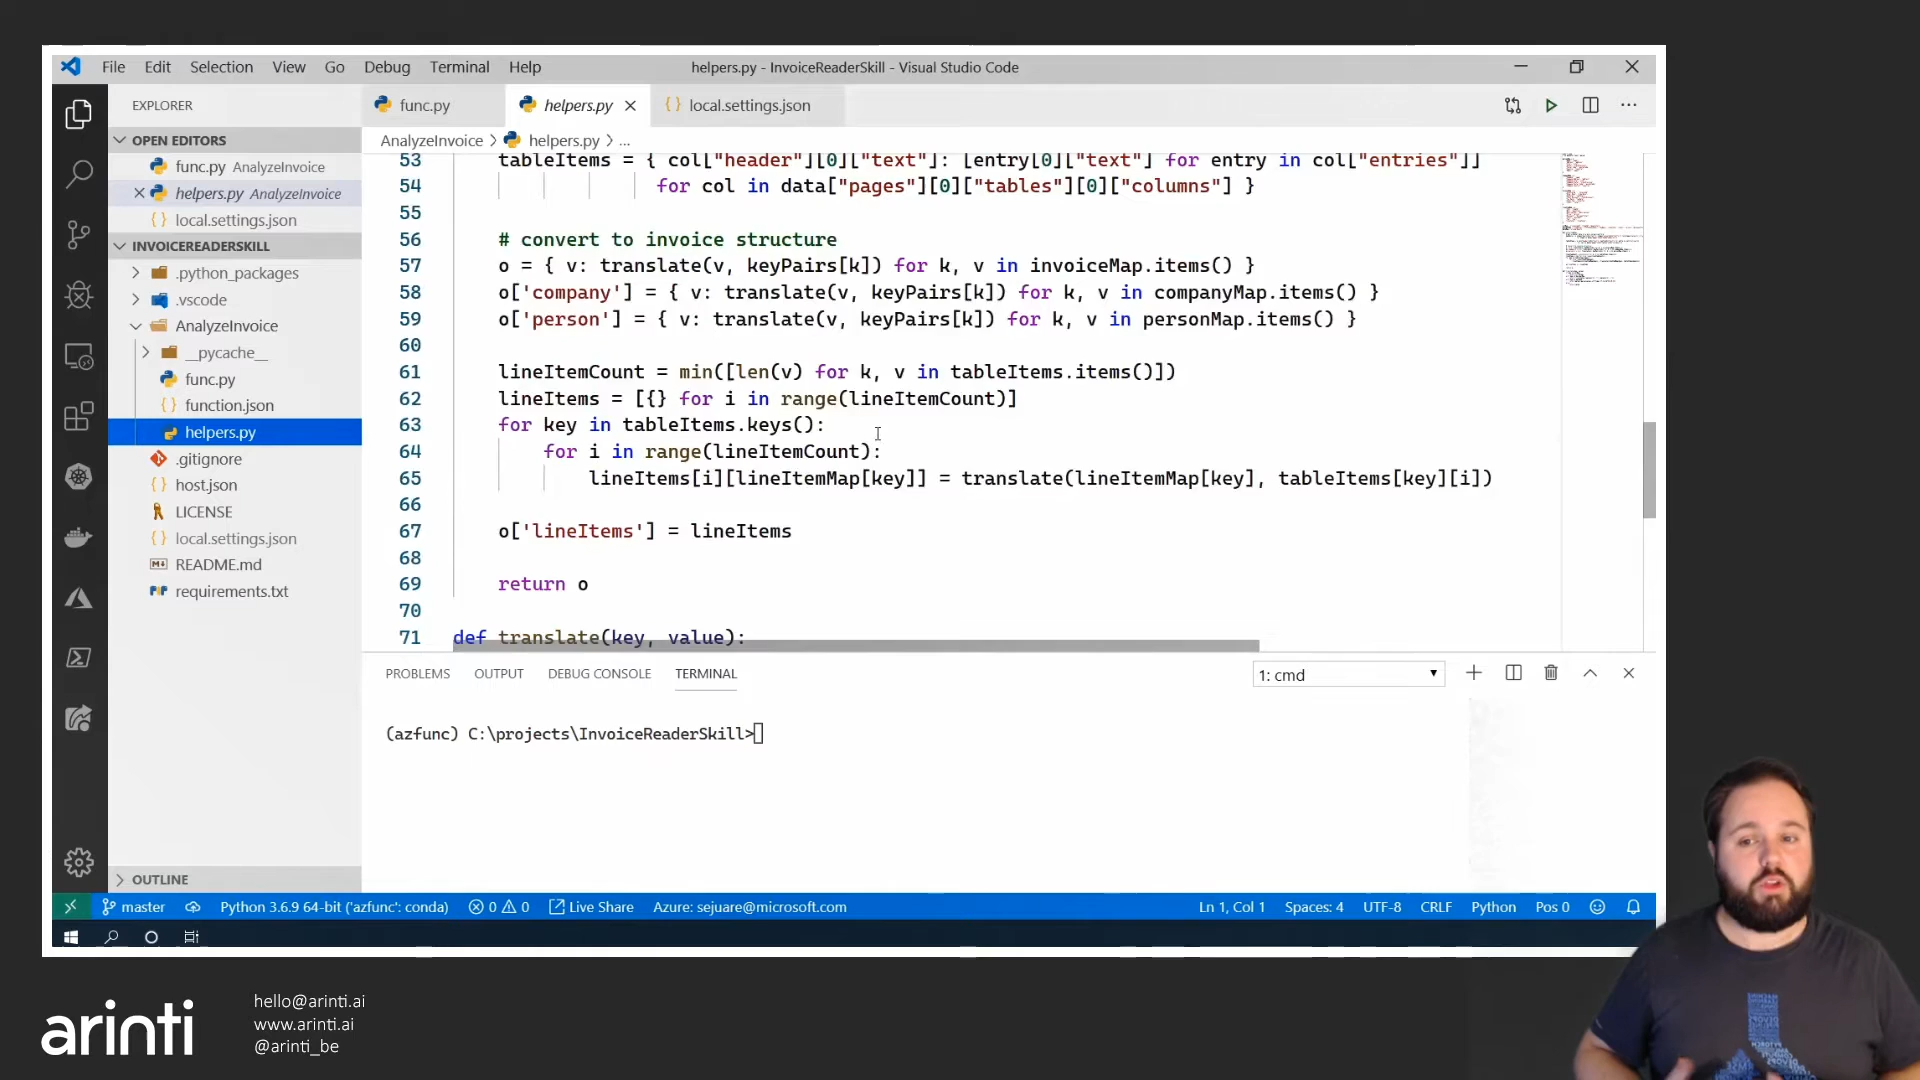 File Edit Selection View Go Debug Terminal Help
helpers.py - InvoiceReaderSkill - Visual Studio Code
EXPLORER
func.py
helpers.py
local.settings.json
AnalyzeInvoice > helpers.py > ...
OPEN EDITORS
func.py AnalyzeInvoice
helpers.py AnalyzeInvoice
local.settings.json
INVOICEREADERSKILL
.python_packages
.vscode
AnalyzeInvoice
__pycache__
func.py
function.json
helpers.py
.gitignore
host.json
LICENSE
local.settings.json
README.md
requirements.txt
OUTLINE
53 tableItems = { col["header"][0]["text"]: [entry[0]["text"] for entry in col["entries"]]
54 for col in data["pages"][0]["tables"][0]["columns"] }
55
56 # convert to invoice structure
57 o = { v: translate(v, keyPairs[k]) for k, v in invoiceMap.items() }
58 o['company'] = { v: translate(v, keyPairs[k]) for k, v in companyMap.items() }
59 o['person'] = { v: translate(v, keyPairs[k]) for k, v in personMap.items() }
60
61 lineItemCount = min([len(v) for k, v in tableItems.items()])
62 lineItems = [{} for i in range(lineItemCount)]
63 for key in tableItems.keys():
64 for i in range(lineItemCount):
65 lineItems[i][lineItemMap[key]] = translate(lineItemMap[key], tableItems[key][i])
66
67 o['lineItems'] = lineItems
68
69 return o
70
71 def translate(key, value):
PROBLEMS OUTPUT DEBUG CONSOLE TERMINAL
1: cmd
(azfunc) C:\projects\InvoiceReaderSkill>
master Python 3.6.9 64-bit ('azfunc': conda) 0 0 Live Share Azure: sejuare@microsoft.com Ln 1, Col 1 Spaces: 4 UTF-8 CRLF Python Pos 0
arinti
hello@arinti.ai
www.arinti.ai
@arinti_be